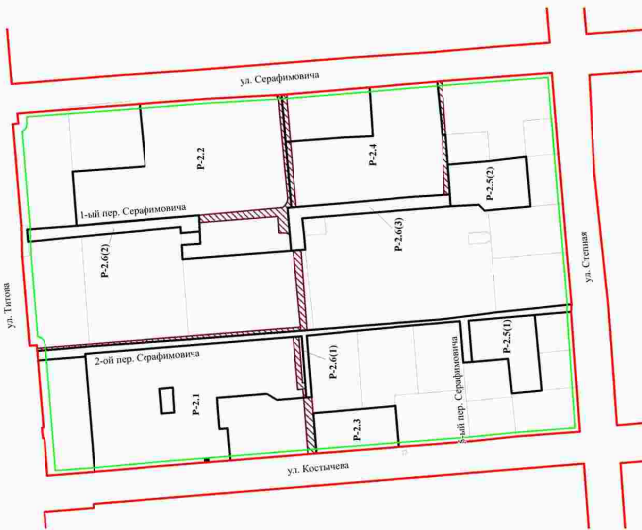 ул. Серафимовича
Р-2.2
Р-2.4
Р-2.5(2)
1-ый пер. Серафимовича
Р-2.6(2)
Р-2.6(3)
ул. Титова
ул. Степная
2-ой пер. Серафимовича
Р-2.6(1)
Р-2.5(1)
Р-2.1
Р-2.3
-ый пер. Серафимовича
ул. Костычева